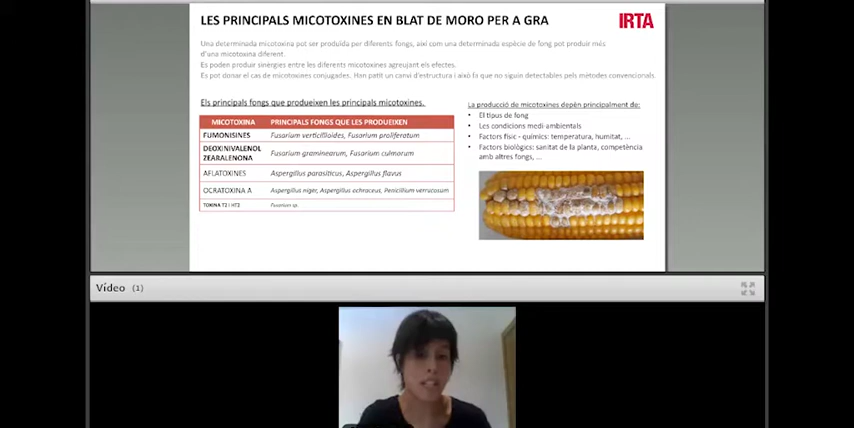 LES PRINCIPALS MICOTOXINES EN BLAT DE MORO PER A GRA
IRTA
Una determinada micotoxina pot ser produïda per diferents fongs, així com una determinada espècie de fong pot produir més
d'una micotoxina diferent.
Es poden produir sinergies entre les diferents micotoxines agreujant els efectes.
Es pot donar el cas de micotoxines conjugades. Han patit un canvi d'estructura i això fa que no siguin detectables pels mètodes convencionals.
Els principals fongs que produeixen les principals micotoxines.
MICOTOXINA PRINCIPALS FONGS QUE LES PRODUEIXEN
FUMONISINES Fusarium verticillioides, Fusarium proliferatum
DEOXINIVALENOL
ZEARALENONA Fusarium graminearum, Fusarium culmorum
AFLATOXINES Aspergillus parasiticus, Aspergillus flavus
OCRATOXINA A Aspergillus niger, Aspergillus ochraceus, Penicillium verrucosum
TOXINA T2 I HT2 Fusarium sp.
La producció de micotoxines depèn principalment de:
• El tipus de fong
• Les condicions medi-ambientals
• Factors físic - químics: temperatura, humitat, ...
• Factors biològics: sanitat de la planta, competència
amb altres fongs, ...
Vídeo (1)